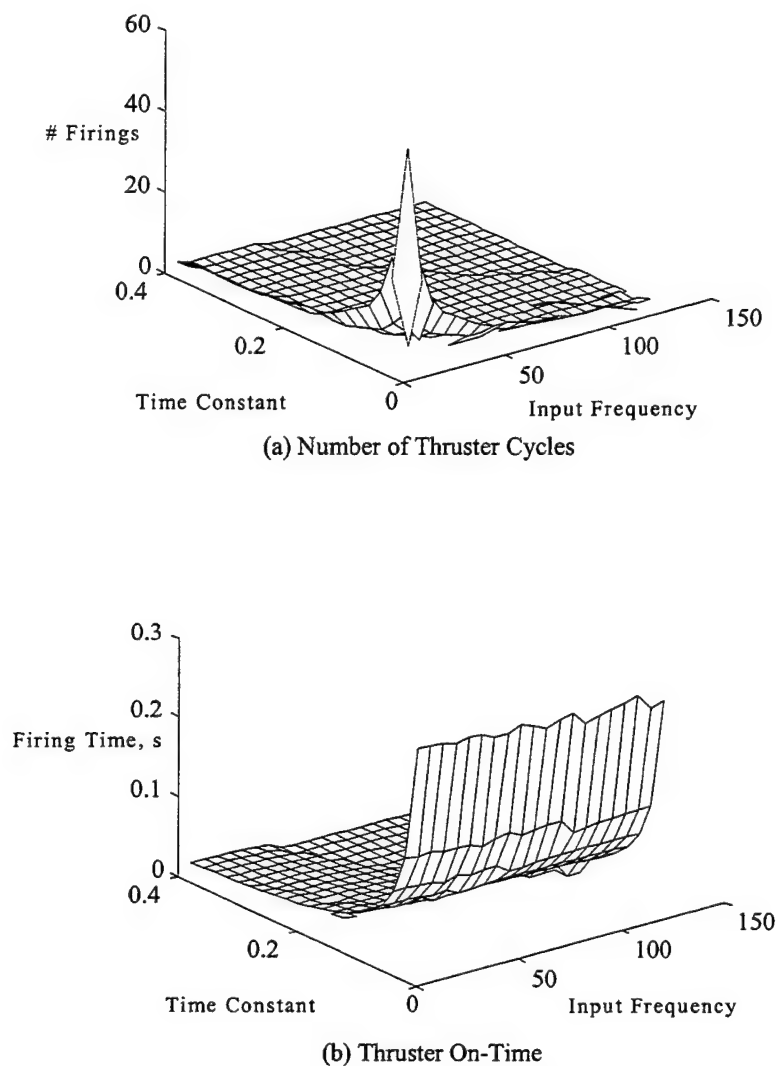 60
40
# Firings
20
0
0.4
0.2
Time Constant
0
50
100
150
Input Frequency
(a) Number of Thruster Cycles
0.3
0.2
Firing Time, s
0.1
0
0.4
0.2
Time Constant
0
50
100
150
Input Frequency
(b) Thruster On-Time